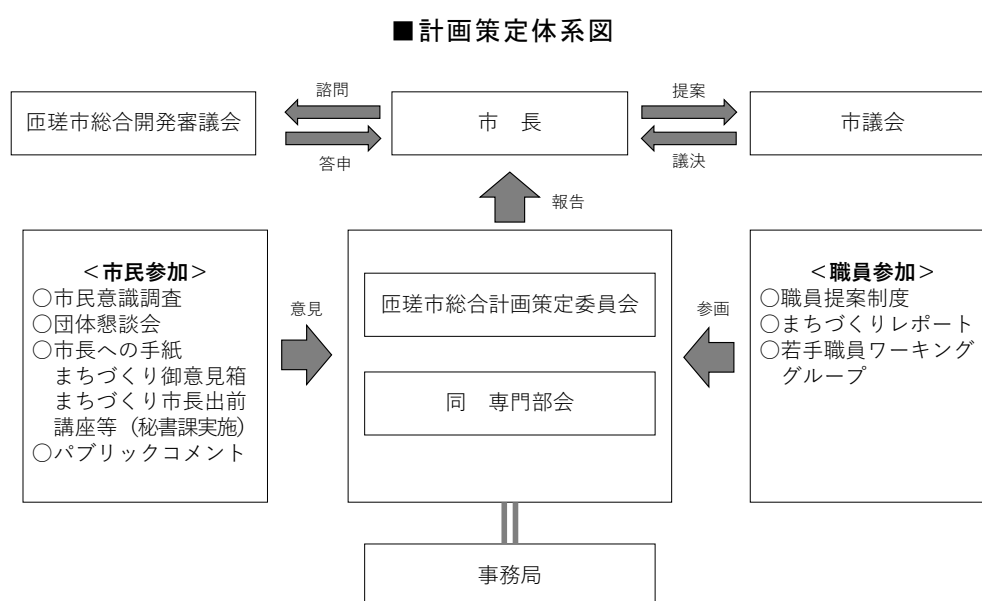 ■計画策定体系図
諮問
提案
匝瑳市総合開発審議会
市　長
市議会
答申
議決
報告
＜市民参加＞
○市民意識調査
○団体懇談会
○市長への手紙
まちづくり御意見箱
まちづくり市長出前
講座等（秘書課実施）
○パブリックコメント
意見
匝瑳市総合計画策定委員会
同　専門部会
参画
＜職員参加＞
○職員提案制度
○まちづくりレポート
○若手職員ワーキング
グループ
事務局